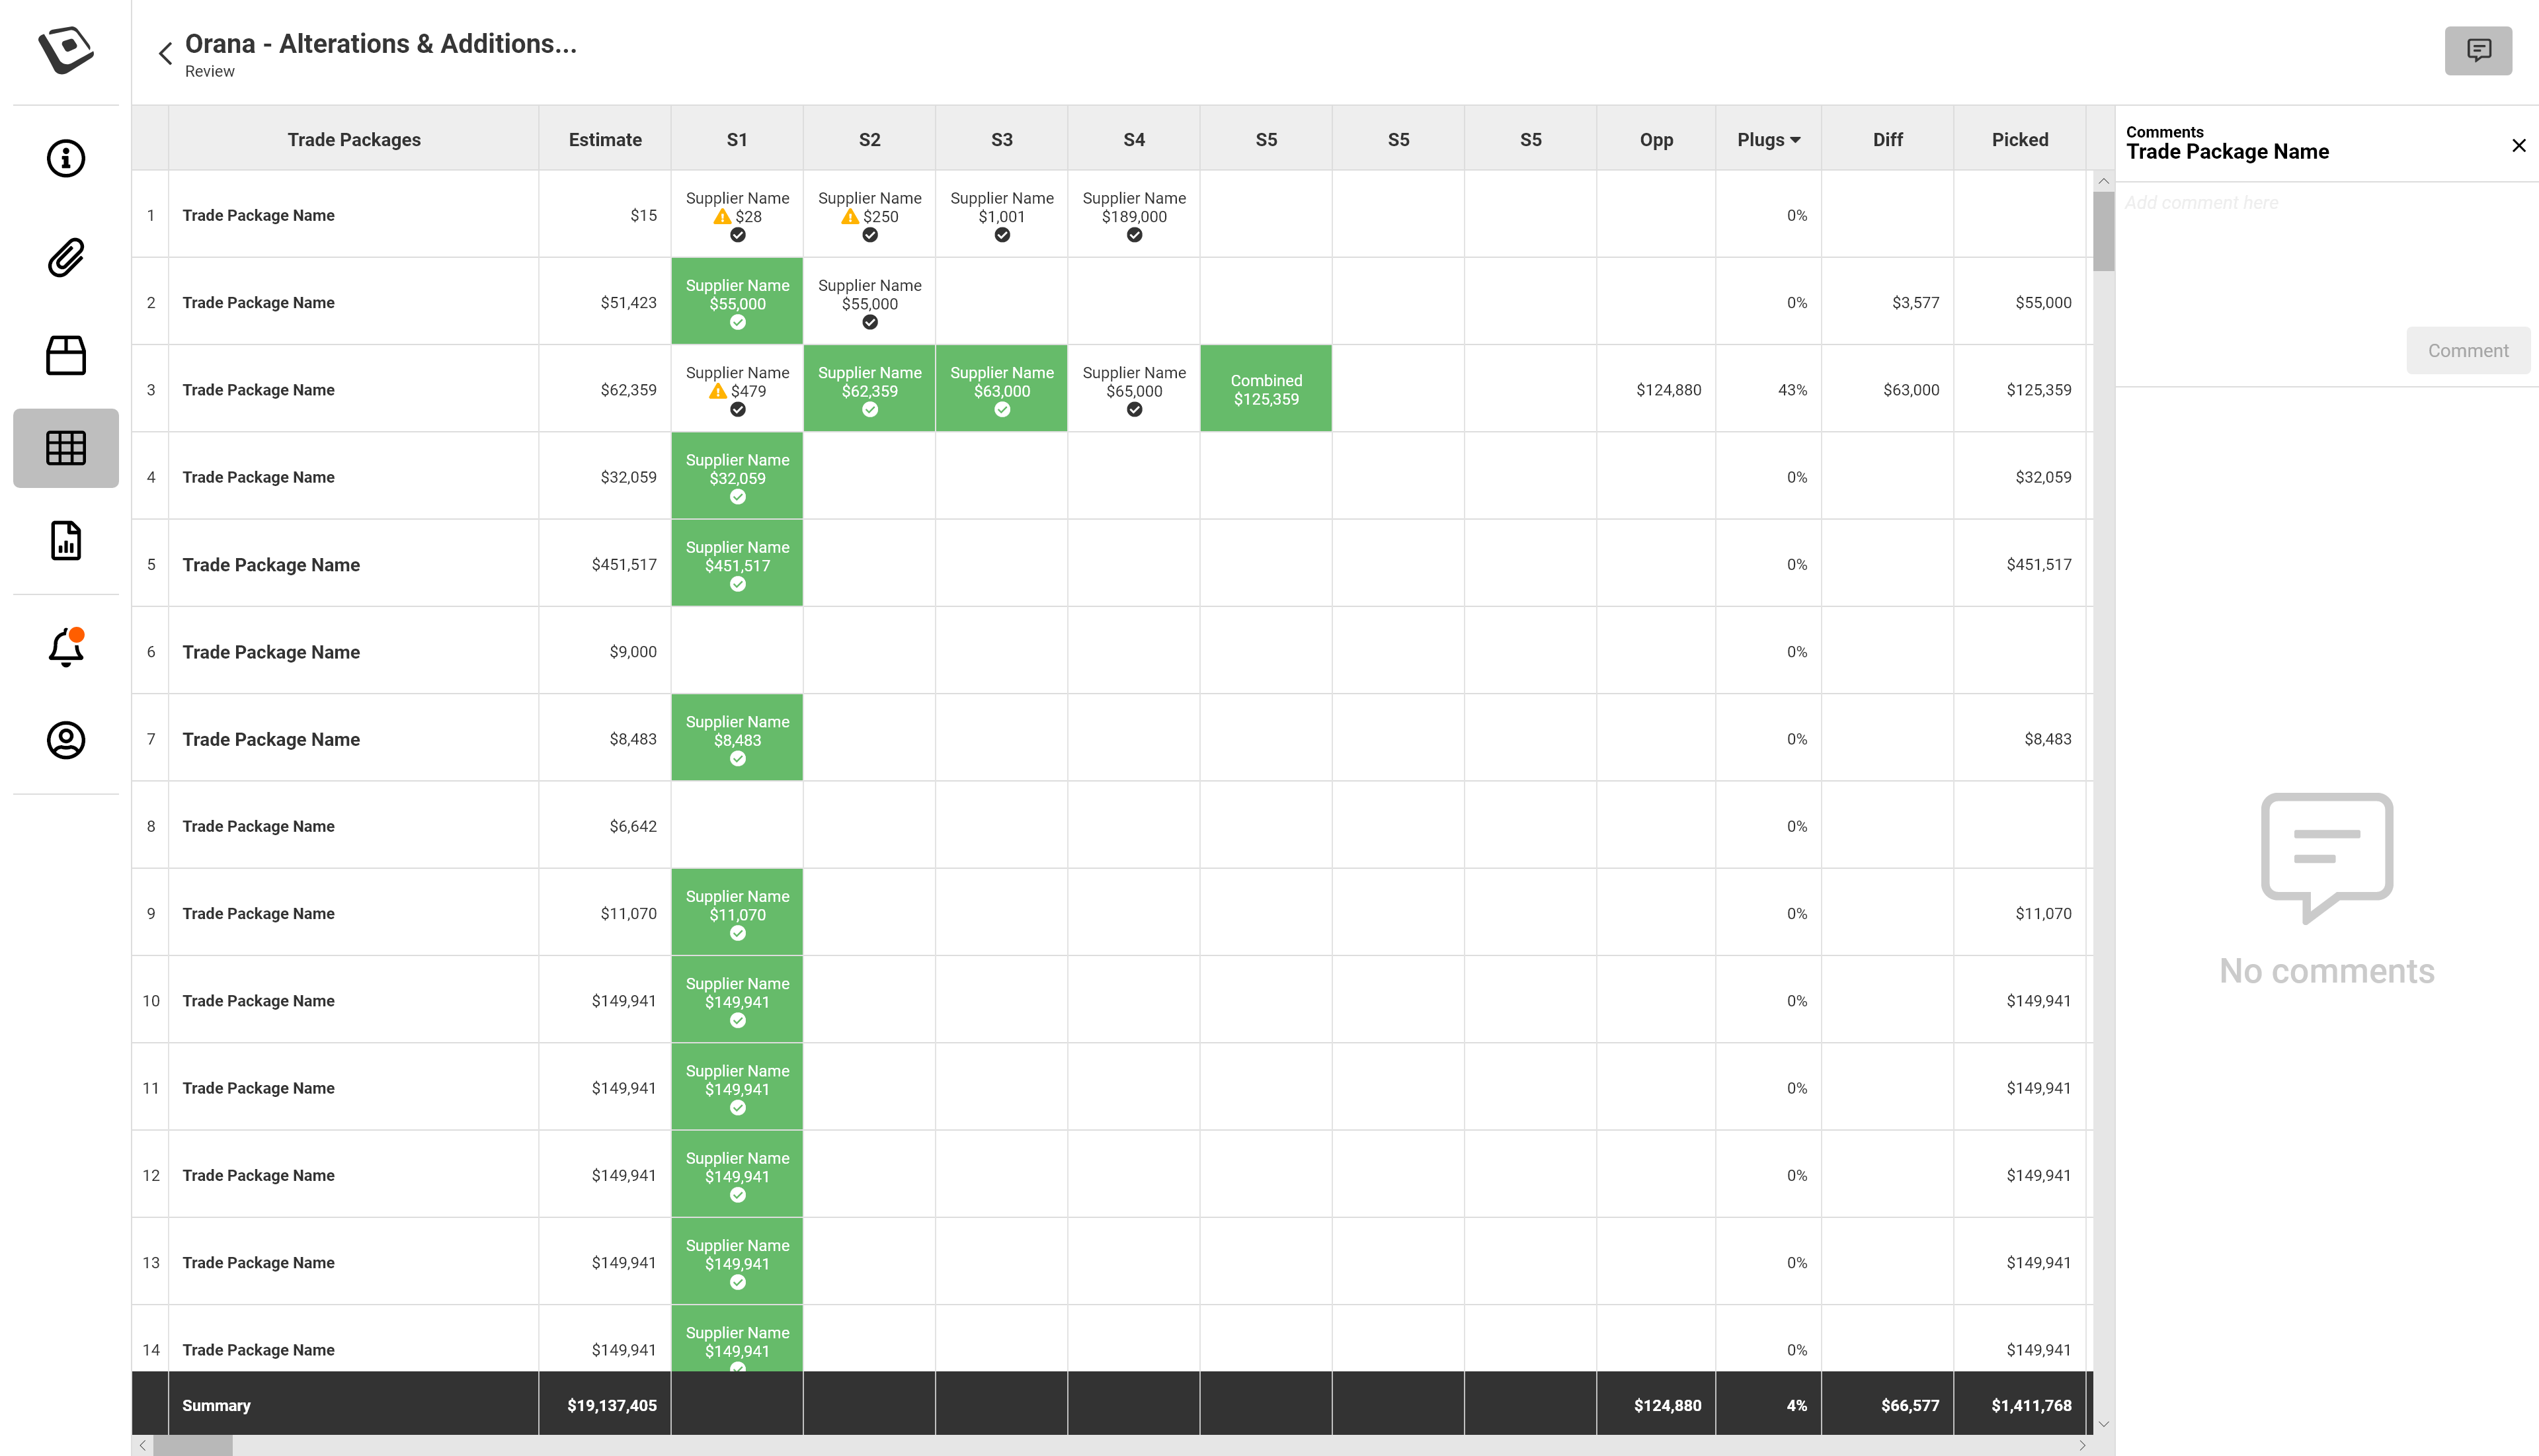 Orana - Alterations & Additions...
Review
Trade Packages Estimate S1 S2 S3 S4 S5 S5 S5 Opp Plugs Diff Picked
1 Trade Package Name $15 Supplier Name $28 Supplier Name $250 Supplier Name $1,001 Supplier Name $189,000 0%
2 Trade Package Name $51,423 Supplier Name $55,000 Supplier Name $55,000 0% $3,577 $55,000
3 Trade Package Name $62,359 Supplier Name $479 Supplier Name $62,359 Supplier Name $63,000 Supplier Name $65,000 Combined $125,359 $124,880 43% $63,000 $125,359
4 Trade Package Name $32,059 Supplier Name $32,059 0% $32,059
5 Trade Package Name $451,517 Supplier Name $451,517 0% $451,517
6 Trade Package Name $9,000 0%
7 Trade Package Name $8,483 Supplier Name $8,483 0% $8,483
8 Trade Package Name $6,642 0%
9 Trade Package Name $11,070 Supplier Name $11,070 0% $11,070
10 Trade Package Name $149,941 Supplier Name $149,941 0% $149,941
11 Trade Package Name $149,941 Supplier Name $149,941 0% $149,941
12 Trade Package Name $149,941 Supplier Name $149,941 0% $149,941
13 Trade Package Name $149,941 Supplier Name $149,941 0% $149,941
14 Trade Package Name $149,941 Supplier Name $149,941 0% $149,941
Summary $19,137,405 $124,880 4% $66,577 $1,411,768
Comments
Trade Package Name
Add comment here
Comment
No comments